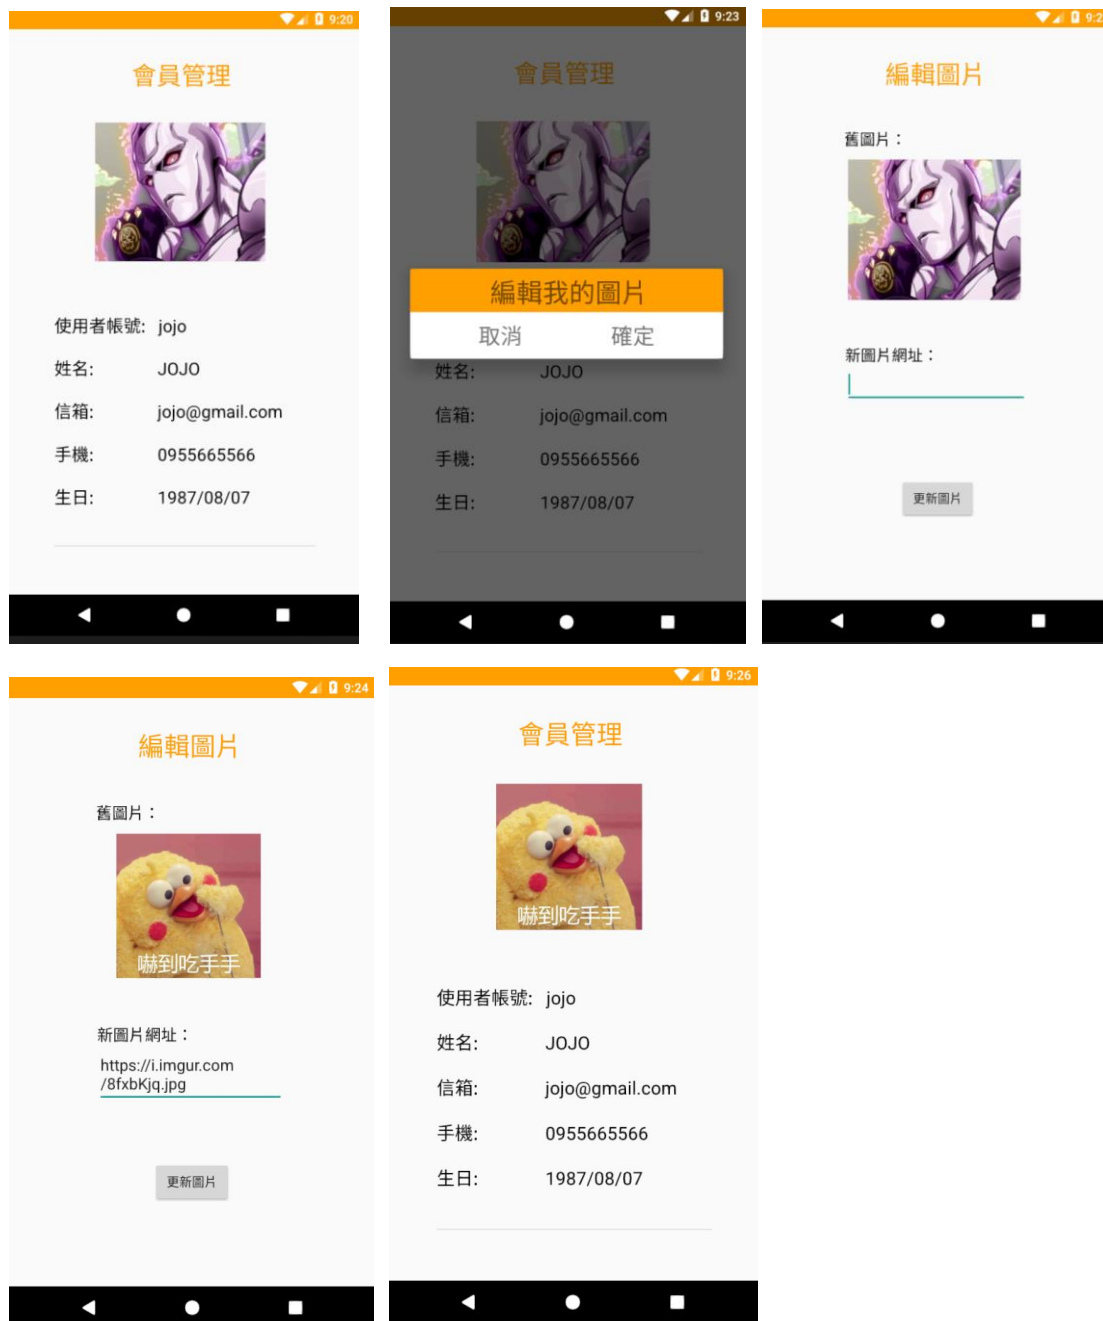 9:20
會員管理
使用者帳號: jojo
姓名: JOJO
信箱: jojo@gmail.com
手機: 0955665566
生日: 1987/08/07
9:23
會員管理
編輯我的圖片
取消 確定
姓名: JOJO
信箱: jojo@gmail.com
手機: 0955665566
生日: 1987/08/07
編輯圖片
舊圖片：
新圖片網址：
更新圖片
9:24
編輯圖片
舊圖片：
嚇到吃手手
新圖片網址：
https://i.imgur.com
/8fxbKjq.jpg
更新圖片
9:26
會員管理
嚇到吃手手
使用者帳號: jojo
姓名: JOJO
信箱: jojo@gmail.com
手機: 0955665566
生日: 1987/08/07